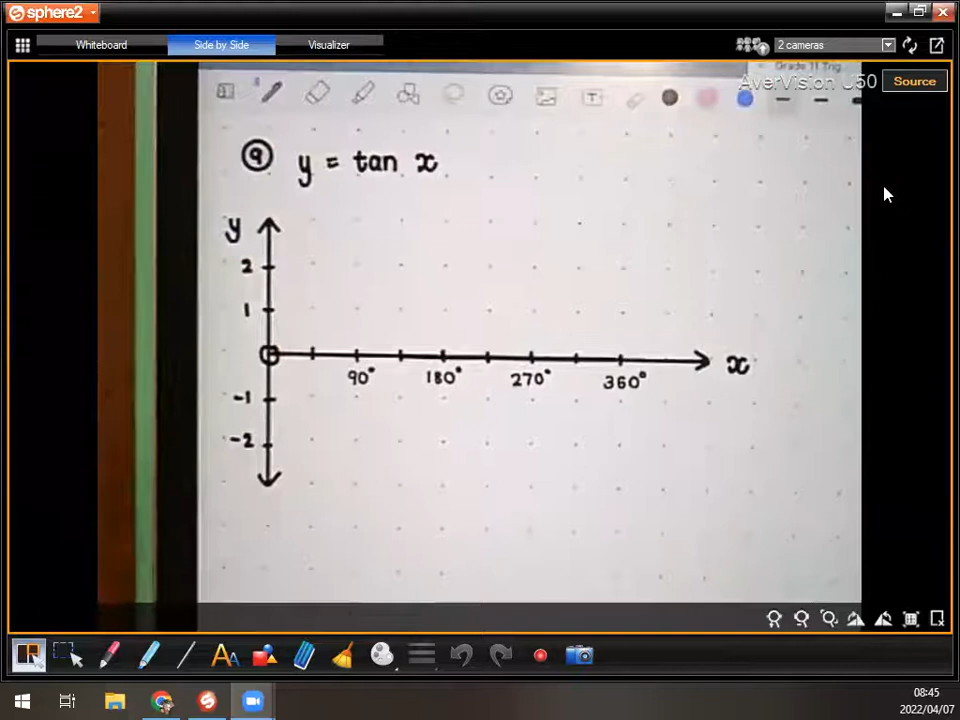 sphere2
Whiteboard
Side by Side
Visualizer
2 cameras
Grade 11 Trig
AverVision U50
Source
9 y = tan x
y
2
1
0
-1
-2
90° 180° 270° 360°
x
08:45
2022/04/07